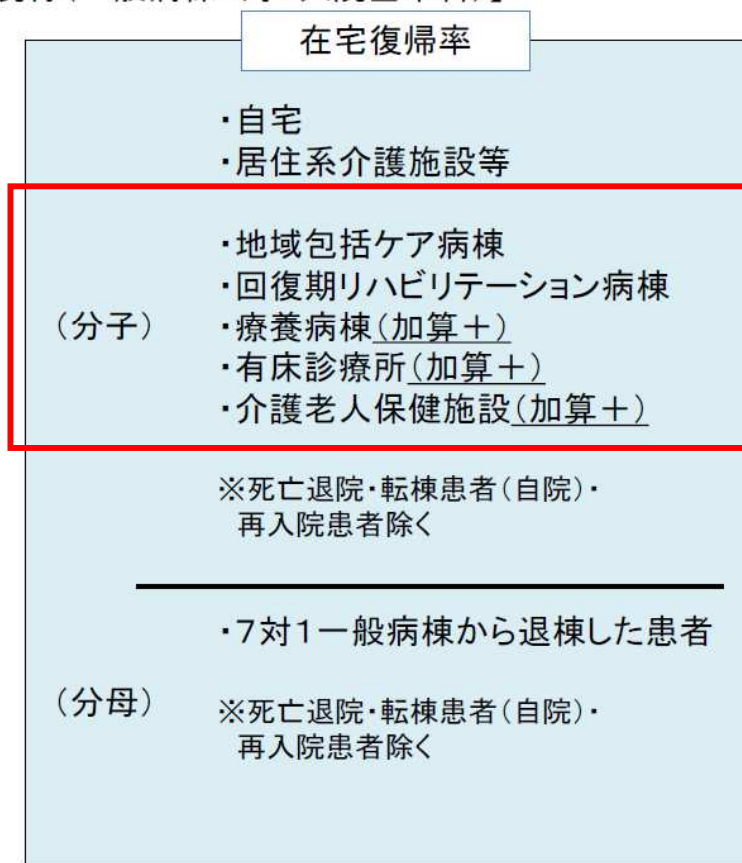 在宅復帰率
・自宅
・居住系介護施設等
・地域包括ケア病棟
・回復期リハビリテーション病棟
(分子)
・療養病棟(加算+)
・有床診療所(加算+)
・介護老人保健施設(加算+)
※死亡退院・転棟患者(自院)・
再入院患者除く
・7対1一般病棟から退棟した患者
(分母)
※死亡退院・転棟患者(自院)・
再入院患者除く